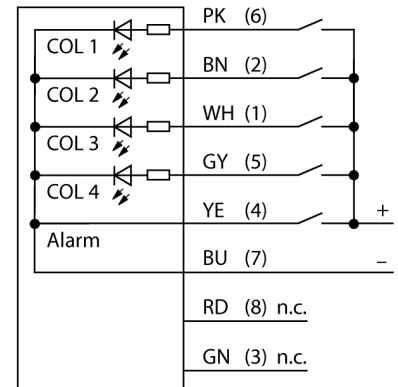 PK (6)
COL 1
BN (2)
COL 2
WH (1)
COL 3
GY (5)
COL 4
YE (4)
+
Alarm
BU (7)
–
RD (8) n.c.
GN (3) n.c.